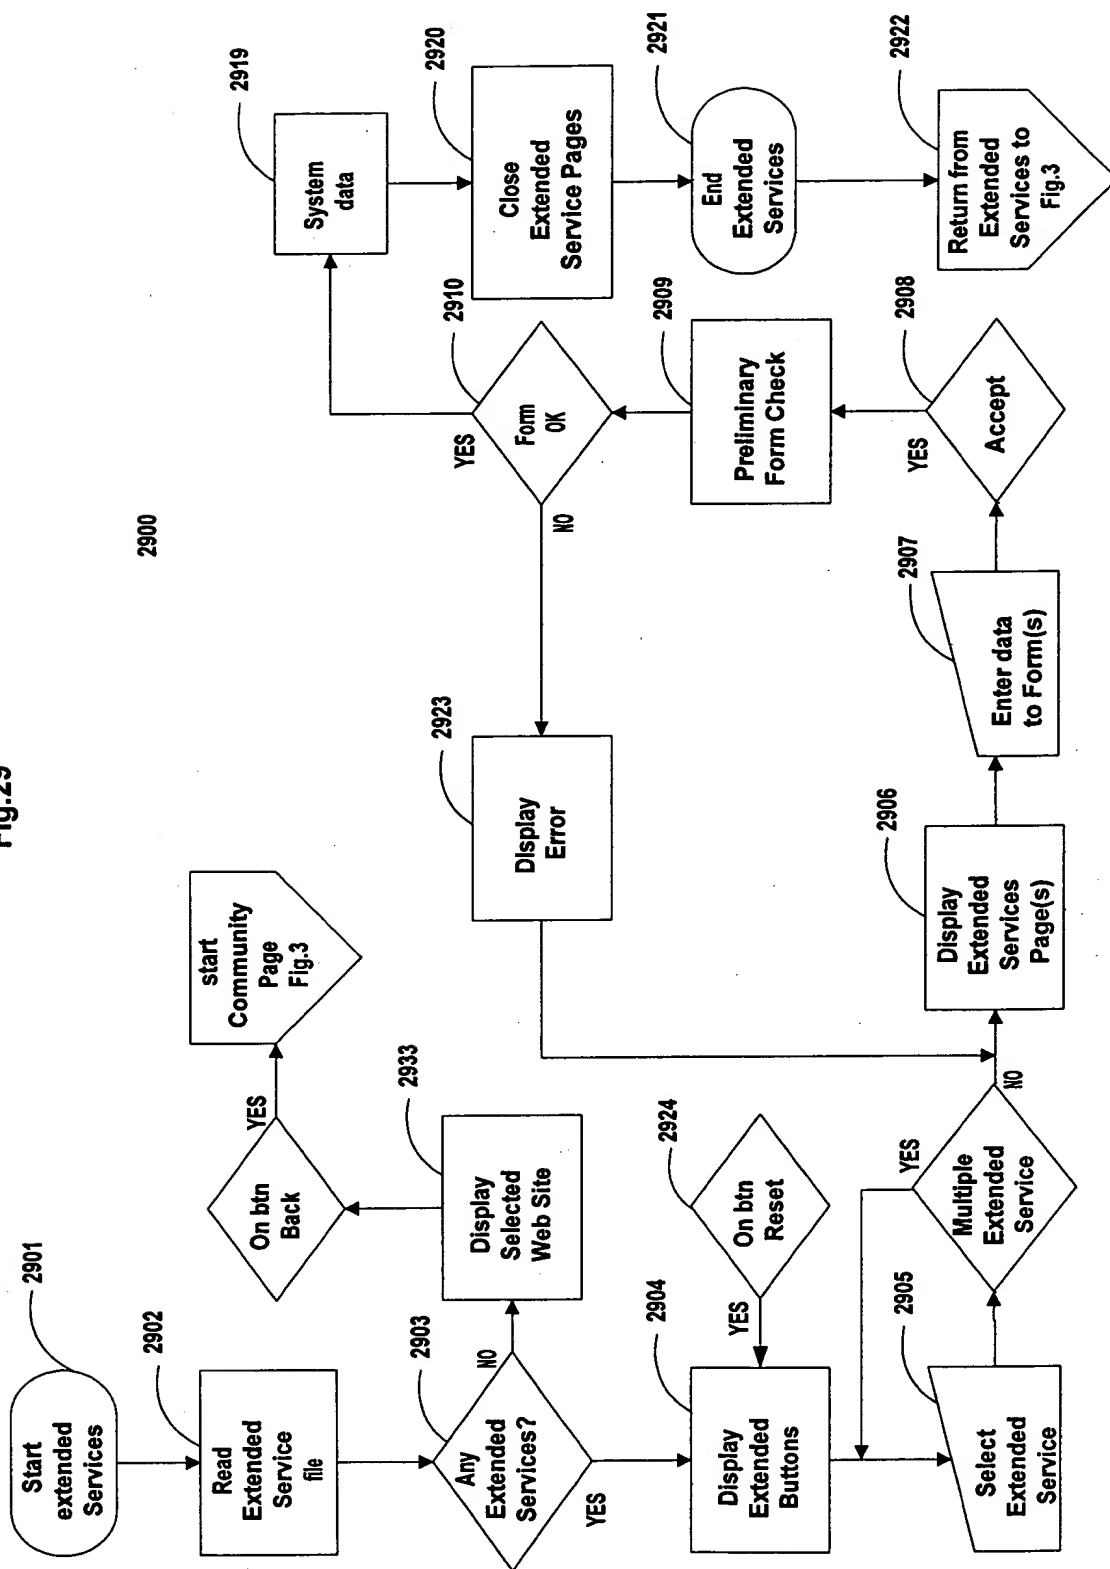 Fig.29
2900
Start
extended
Services
2901
Read
Extended
Service
file
2902
Any
Extended
Services?
2903
NO
YES
Display
Selected
Web Site
2933
On btn
Back
YES
start
Community
Page
Fig.3
Display
Extended
Buttons
2904
On btn
Reset
2924
YES
Select
Extended
Service
2905
Multiple
Extended
Service
YES
NO
Display
Extended
Services
Page(s)
2906
Enter data
to Form(s)
2907
Accept
2908
YES
Preliminary
Form Check
2909
Form
OK
2910
YES
NO
Display
Error
2923
System
data
2919
Close
Extended
Service Pages
2920
End
Extended
Services
2921
Return from
Extended
Services to
Fig.3
2922